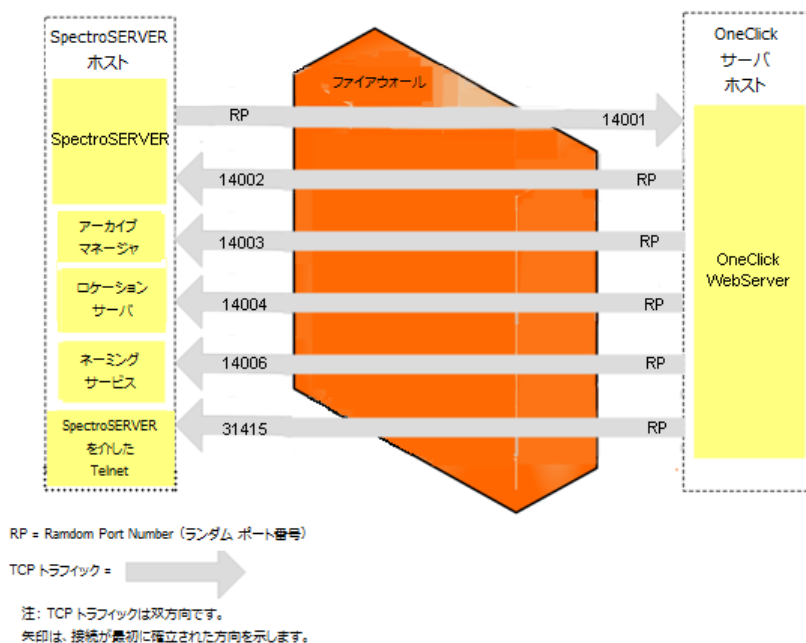 SpectroSERVER
ホスト
SpectroSERVER
アーカイブ
マネージャ
ロケーション
サーバ
ネーミング
サービス
SpectroSERVER
を介した
Telnet
ファイアウォール
RP
14001
14002
RP
14003
RP
14004
RP
14006
RP
31415
RP
OneClick
サーバ
ホスト
OneClick
WebServer
RP = Ramdom Port Number (ランダム ポート番号)
TCP トラフィック =
注: TCP トラフィックは双方向です。
矢印は、接続が最初に確立された方向を示します。